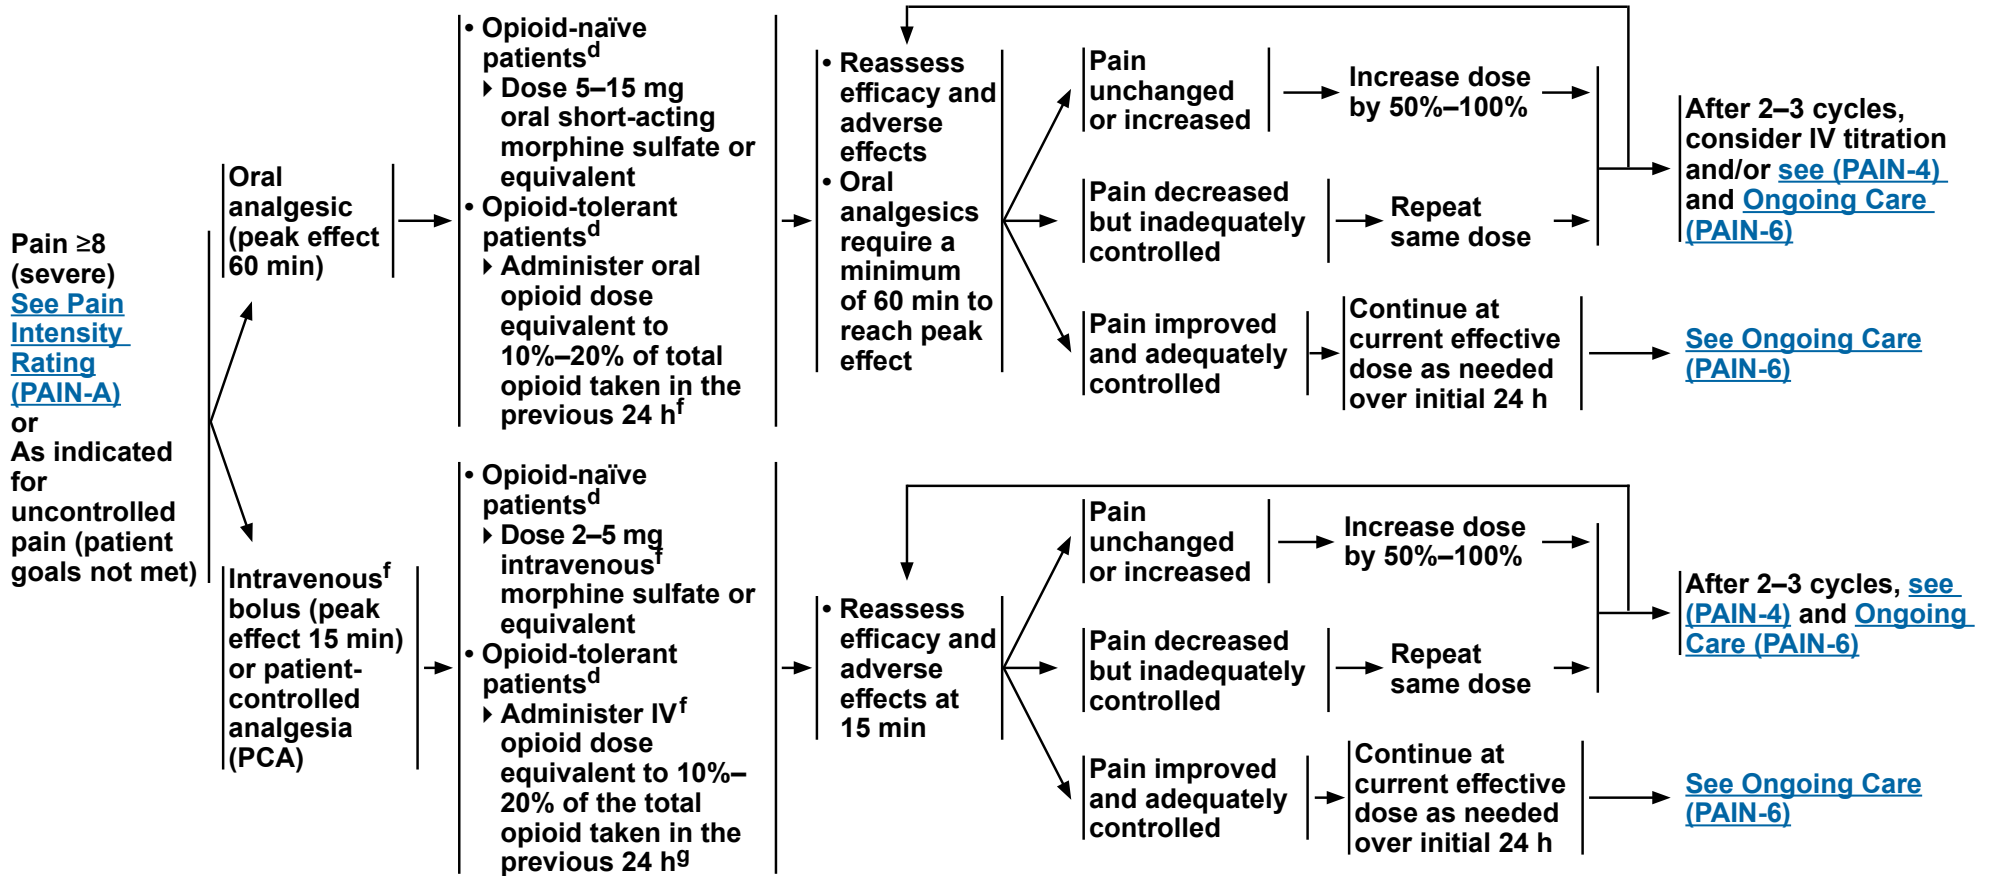 Pain ≥8
(severe)
See Pain
Intensity
Rating
(PAIN-A)
or
As indicated
for
uncontrolled
pain (patient
goals not met)
Oral
analgesic
(peak effect
60 min)
• Opioid-naïve
patientsᵈ
Dose 5–15 mg
oral short-acting
morphine sulfate or
equivalent
• Opioid-tolerant
patientsᵈ
Administer oral
opioid dose
equivalent to
10%–20% of total
opioid taken in the
previous 24 hᶠ
• Reassess
efficacy and
adverse
effects
• Oral
analgesics
require a
minimum
of 60 min to
reach peak
effect
Pain
unchanged
or increased
Increase dose
by 50%–100%
Pain decreased
but inadequately
controlled
Repeat
same dose
After 2–3 cycles,
consider IV titration
and/or see (PAIN-4)
and Ongoing Care
(PAIN-6)
Pain improved
and adequately
controlled
Continue at
current effective
dose as needed
over initial 24 h
See Ongoing Care
(PAIN-6)
Intravenousᶠ
bolus (peak
effect 15 min)
or patient-
controlled
analgesia
(PCA)
• Opioid-naïve
patientsᵈ
Dose 2–5 mg
intravenousᶠ
morphine sulfate or
equivalent
• Opioid-tolerant
patientsᵈ
Administer IVᶠ
opioid dose
equivalent to 10%–
20% of the total
opioid taken in the
previous 24 hᵍ
• Reassess
efficacy and
adverse
effects at
15 min
Pain
unchanged
or increased
Increase dose
by 50%–100%
Pain decreased
but inadequately
controlled
Repeat
same dose
After 2–3 cycles, see
(PAIN-4) and Ongoing
Care (PAIN-6)
Pain improved
and adequately
controlled
Continue at
current effective
dose as needed
over initial 24 h
See Ongoing Care
(PAIN-6)